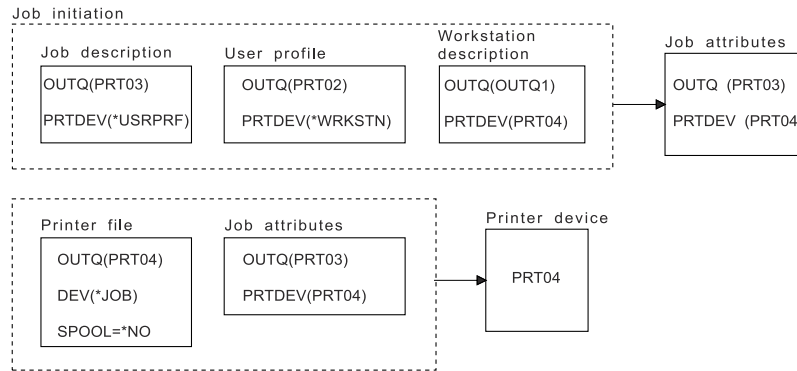 Job initiation
Job description
OUTQ(PRT03)
PRTDEV(*USRPRF)
User profile
OUTQ(PRT02)
PRTDEV(*WRKSTN)
Workstation
description
OUTQ(OUTQ1)
PRTDEV(PRT04)
Job attributes
OUTQ (PRT03)
PRTDEV (PRT04
Printer file
OUTQ(PRT04)
DEV(*JOB)
SPOOL=*NO
Job attributes
OUTQ(PRT03)
PRTDEV(PRT04)
Printer device
PRT04